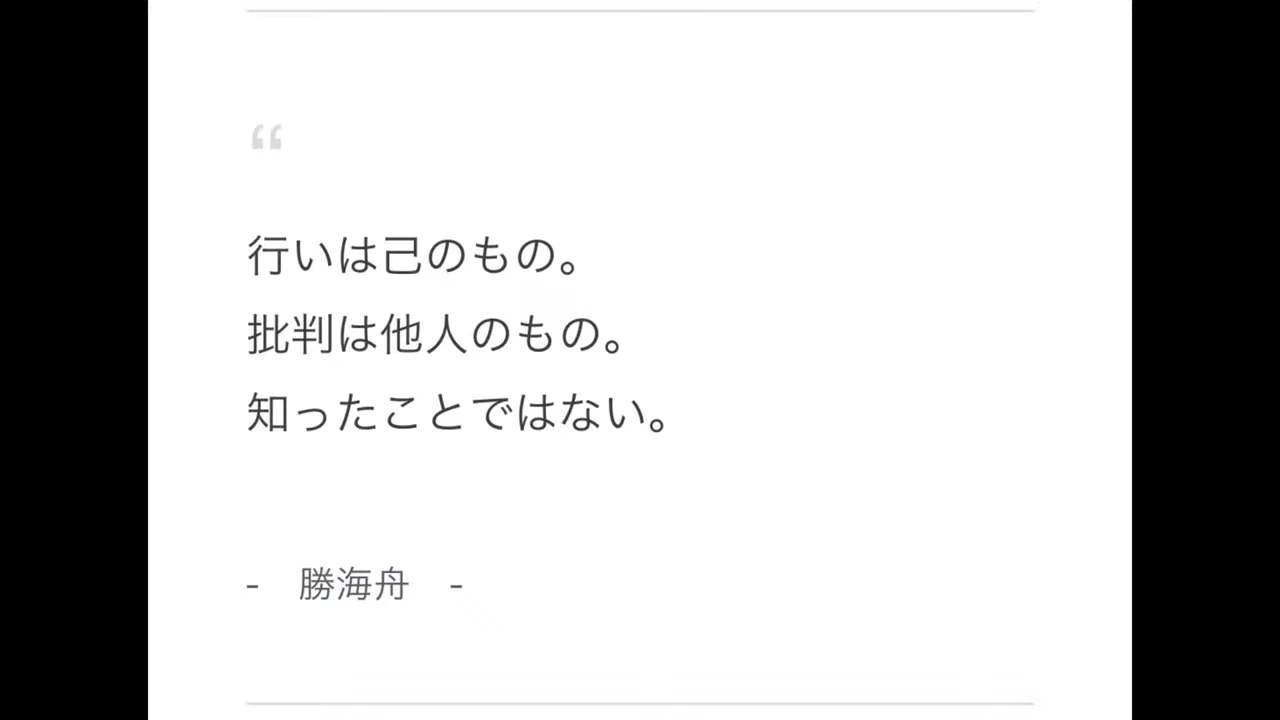 “
行いは己のもの。
批判は他人のもの。
知ったことではない。
-　勝海舟　-